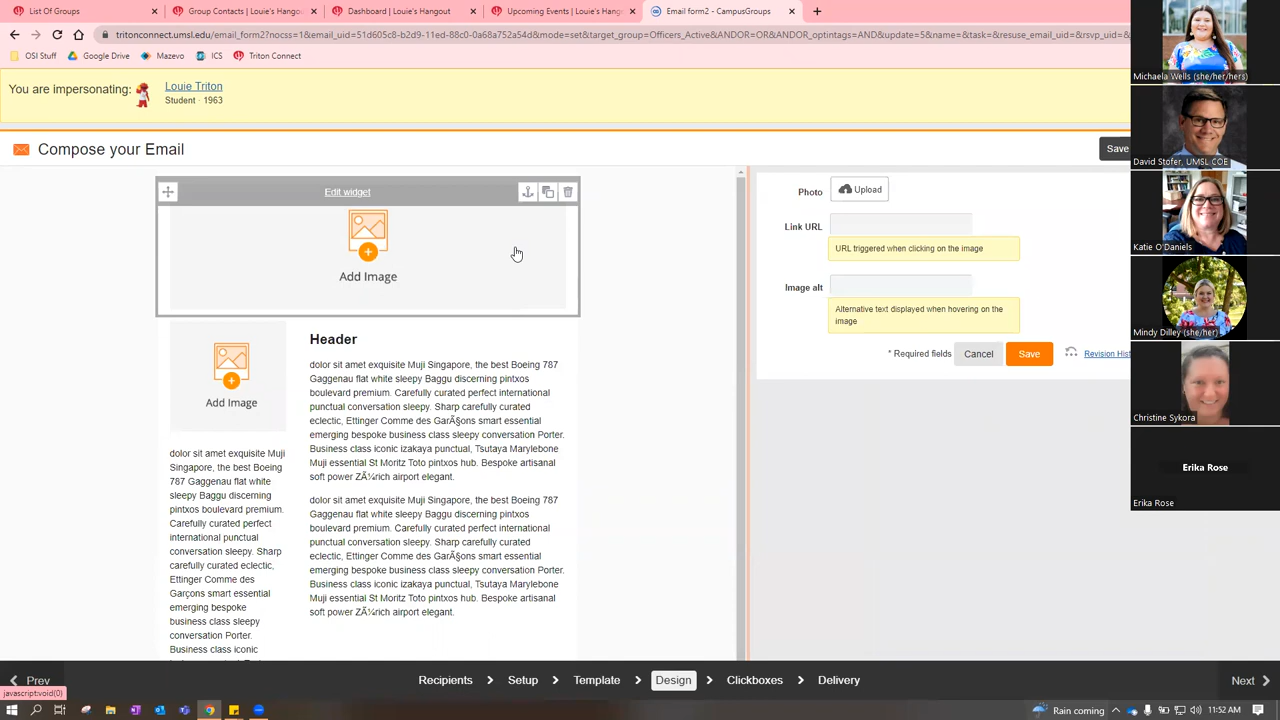 List Of Groups
Group Contacts | Louie's Hango
Dashboard | Louie's Hangout
Upcoming Events | Louie's Hang
Email form2 - CampusGroups
tritonconnect.umsl.edu/email_form2?nocss=1&email_uid=
mode=set&target_group=Officers_Active&ANDOR=OR&ANDOR_optintags=AND&update=5&new=&task=&resuse_email_uid=&rsvp_uid=
OSI Stuff
Google Drive
Mazevo
ICS
Triton Connect
You are impersonating:
Louie Triton
Student · 1963
Compose your Email
Save
Edit widget
Add Image
Photo
Upload
Link URL
URL triggered when clicking on the image
Image alt
Alternative text displayed when hovering on the
image
* Required fields
Cancel
Save
Revision Hist
Add Image
dolor sit amet exquisite Muji
Singapore, the best Boeing
787 Gaggenau flat white
sleepy Baggu discerning
pintxos boulevard premium.
Carefully curated perfect
international punctual
conversation sleepy. Sharp
carefully curated eclectic,
Ettinger Comme des
Garçons smart essential
emerging bespoke
business class sleepy
conversation Porter.
Business class iconic
Header
dolor sit amet exquisite Muji Singapore, the best Boeing 787
Gaggenau flat white sleepy Baggu discerning pintxos
boulevard premium. Carefully curated perfect international
punctual conversation sleepy. Sharp carefully curated
eclectic, Ettinger Comme des GarÃ§ons smart essential
emerging bespoke business class sleepy conversation Porter.
Business class iconic izakaya punctual, Tsutaya Marylebone
Muji essential St Moritz Toto pintxos hub. Bespoke artisanal
soft power ZÃ¼rich airport elegant.
dolor sit amet exquisite Muji Singapore, the best Boeing 787
Gaggenau flat white sleepy Baggu discerning pintxos
boulevard premium. Carefully curated perfect international
punctual conversation sleepy. Sharp carefully curated
eclectic, Ettinger Comme des GarÃ§ons smart essential
emerging bespoke business class sleepy conversation Porter.
Business class iconic izakaya punctual, Tsutaya Marylebone
Muji essential St Moritz Toto pintxos hub. Bespoke artisanal
soft power ZÃ¼rich airport elegant.
Michaela Wells (she/her/hers)
David Stofer, UMSL COE
Katie O'Daniels
Mindy Dilley (she/her)
Christine Sykora
Erika Rose
Erika Rose
Prev
Recipients
Setup
Template
Design
Clickboxes
Delivery
Next
javascript:void(0)
Rain coming
11:52 AM